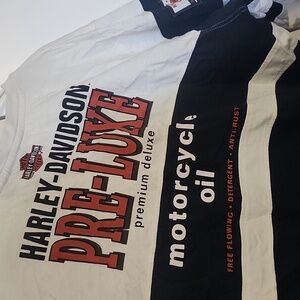 HARLEY-DAVIDSON
PRE-LUXE
premium deluxe
motorcycle
oil
FREE FLOWING • DETERGENT • ANTI-RUST